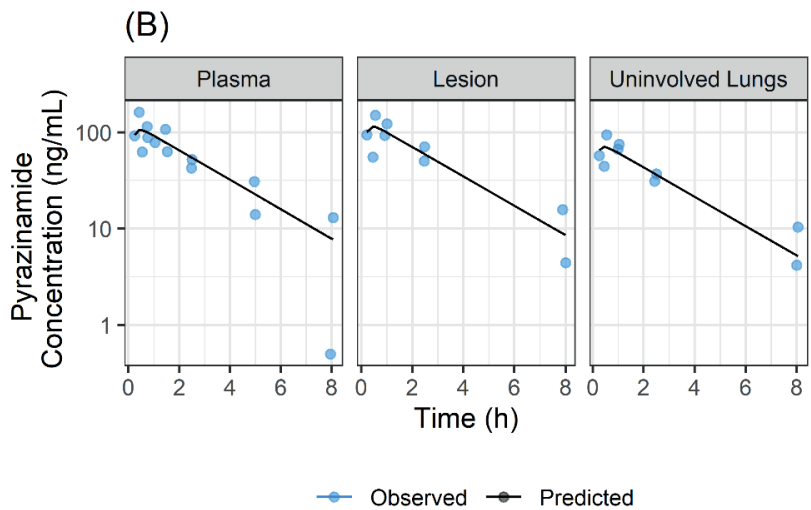 (B)
Plasma
Lesion
Uninvolved Lungs
Pyrazinamide
Concentration (ng/mL)
100
10
1
0 2 4 6 8
0 2 4 6 8
0 2 4 6 8
Time (h)
Observed
Predicted